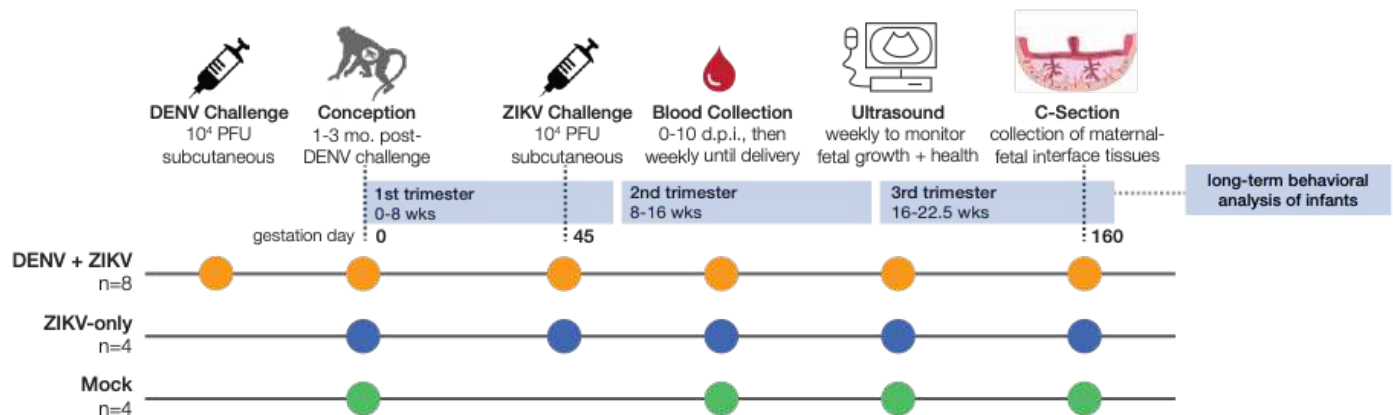 DENV Challenge
10⁴ PFU
subcutaneous
Conception
1-3 mo. post-
DENV challenge
ZIKV Challenge
10⁴ PFU
subcutaneous
Blood Collection
0-10 d.p.i., then
weekly until delivery
Ultrasound
weekly to monitor
fetal growth + health
C-Section
collection of maternal-
fetal interface tissues
1st trimester
0-8 wks
2nd trimester
8-16 wks
3rd trimester
16-22.5 wks
long-term behavioral
analysis of infants
gestation day 0 45 160
DENV + ZIKV
n=8
ZIKV-only
n=4
Mock
n=4